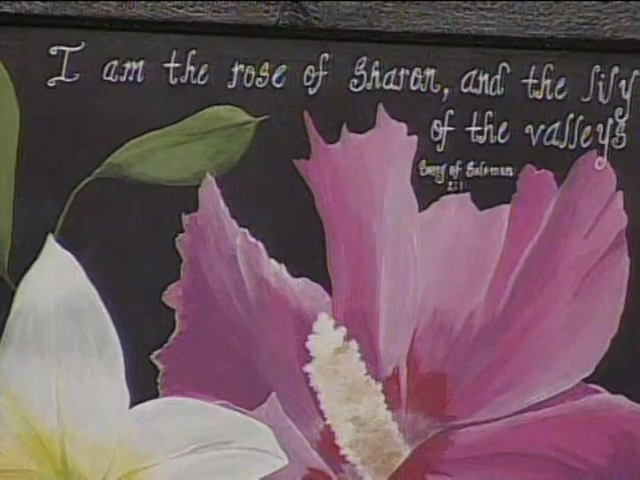 I am the rose of Sharon, and the lily
of the valleys
Song of Solomon
2:1